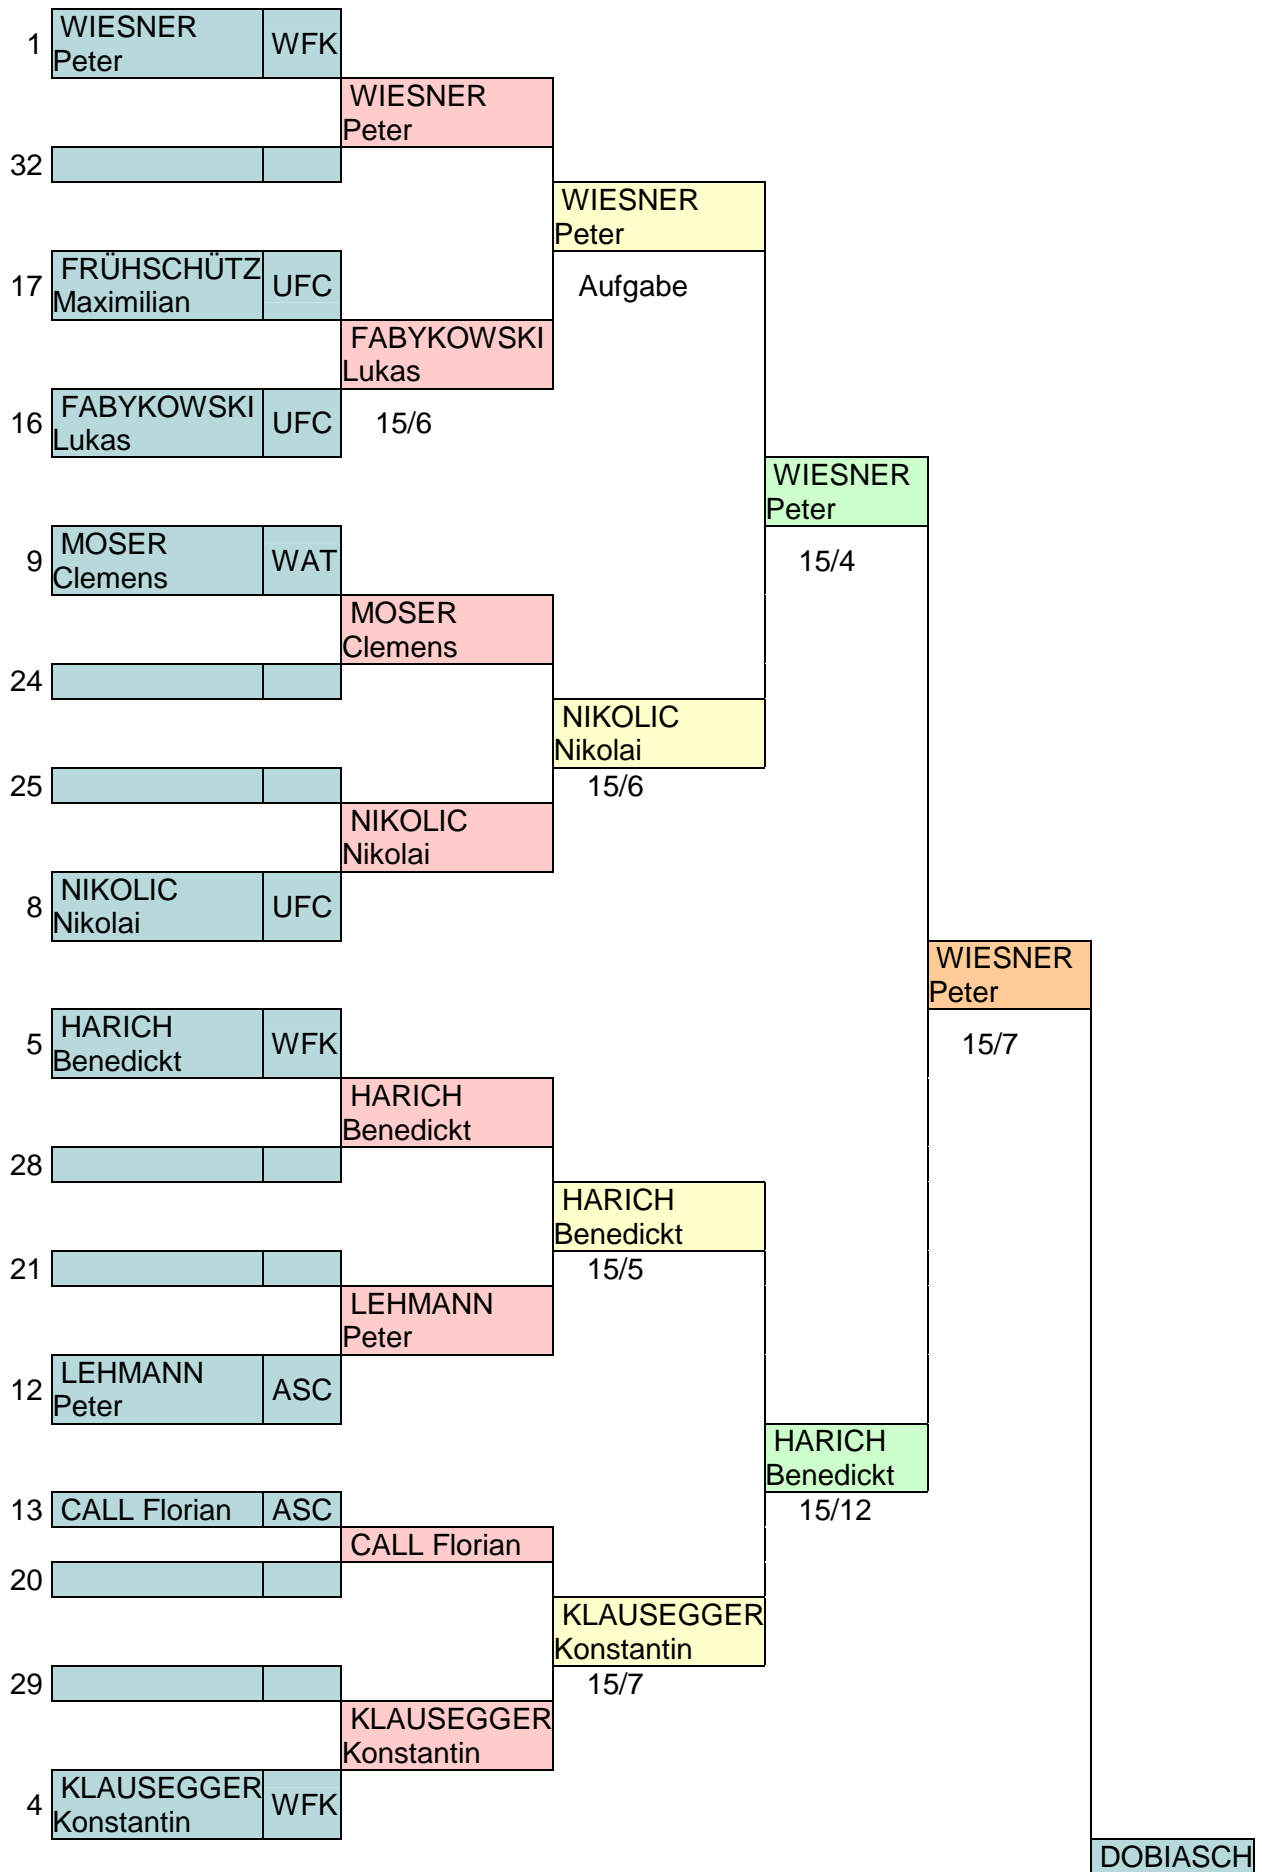 1 WIESNER Peter WFK
WIESNER Peter
32
WIESNER Peter
17 FRÜHSCHÜTZ Maximilian UFC
Aufgabe
FABYKOWSKI Lukas
16 FABYKOWSKI Lukas UFC 15/6
WIESNER Peter
9 MOSER Clemens WAT
15/4
MOSER Clemens
24
NIKOLIC Nikolai
25
15/6
NIKOLIC Nikolai
8 NIKOLIC Nikolai UFC
WIESNER Peter
5 HARICH Benedickt WFK
15/7
HARICH Benedickt
28
HARICH Benedickt
21
15/5
LEHMANN Peter
12 LEHMANN Peter ASC
HARICH Benedickt
13 CALL Florian ASC
15/12
CALL Florian
20
KLAUSEGGER Konstantin
29
15/7
KLAUSEGGER Konstantin
4 KLAUSEGGER Konstantin WFK
DOBIASCH